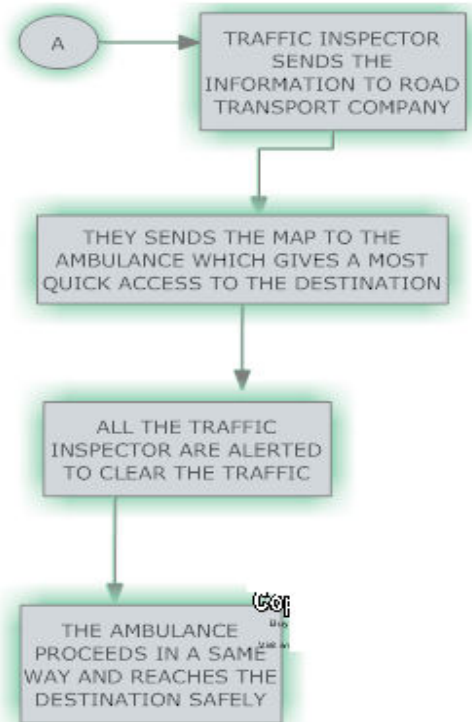 A
TRAFFIC INSPECTOR
SENDS THE
INFORMATION TO ROAD
TRANSPORT COMPANY
THEY SENDS THE MAP TO THE
AMBULANCE WHICH GIVES A MOST
QUICK ACCESS TO THE DESTINATION
ALL THE TRAFFIC
INSPECTOR ARE ALERTED
TO CLEAR THE TRAFFIC
THE AMBULANCE
PROCEEDS IN A SAME
WAY AND REACHES THE
DESTINATION SAFELY